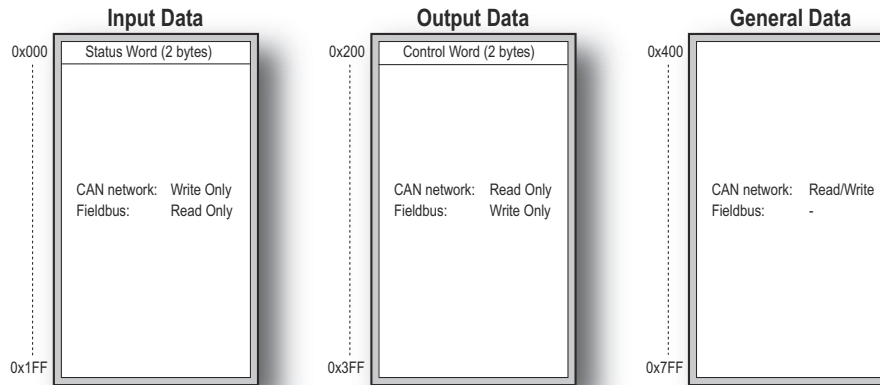 Input Data
0x000
Status Word (2 bytes)
CAN network: Write Only
Fieldbus: Read Only
0x1FF
Output Data
0x200
Control Word (2 bytes)
CAN network: Read Only
Fieldbus: Write Only
0x3FF
General Data
0x400
CAN network: Read/Write
Fieldbus: -
0x7FF